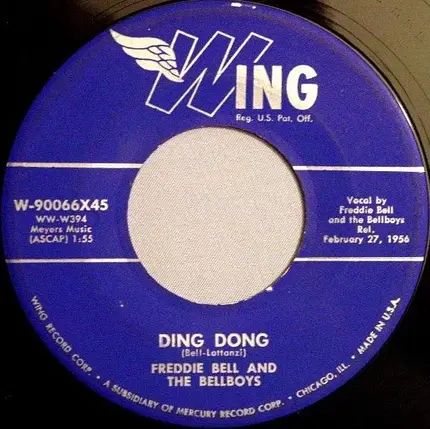 WING
Reg. U.S. Pat. Off.
W-90066X45
WW-W394
Meyers Music
(ASCAP) 1:55
Vocal by
Freddie Bell
and the Bellboys
Rel.
February 27, 1956
DING DONG
(Bell-Lattanzi)
FREDDIE BELL AND
THE BELLBOYS
WING RECORD CORP. • A SUBSIDIARY OF MERCURY RECORD CORP. • CHICAGO, ILL. • MADE IN U.S.A.